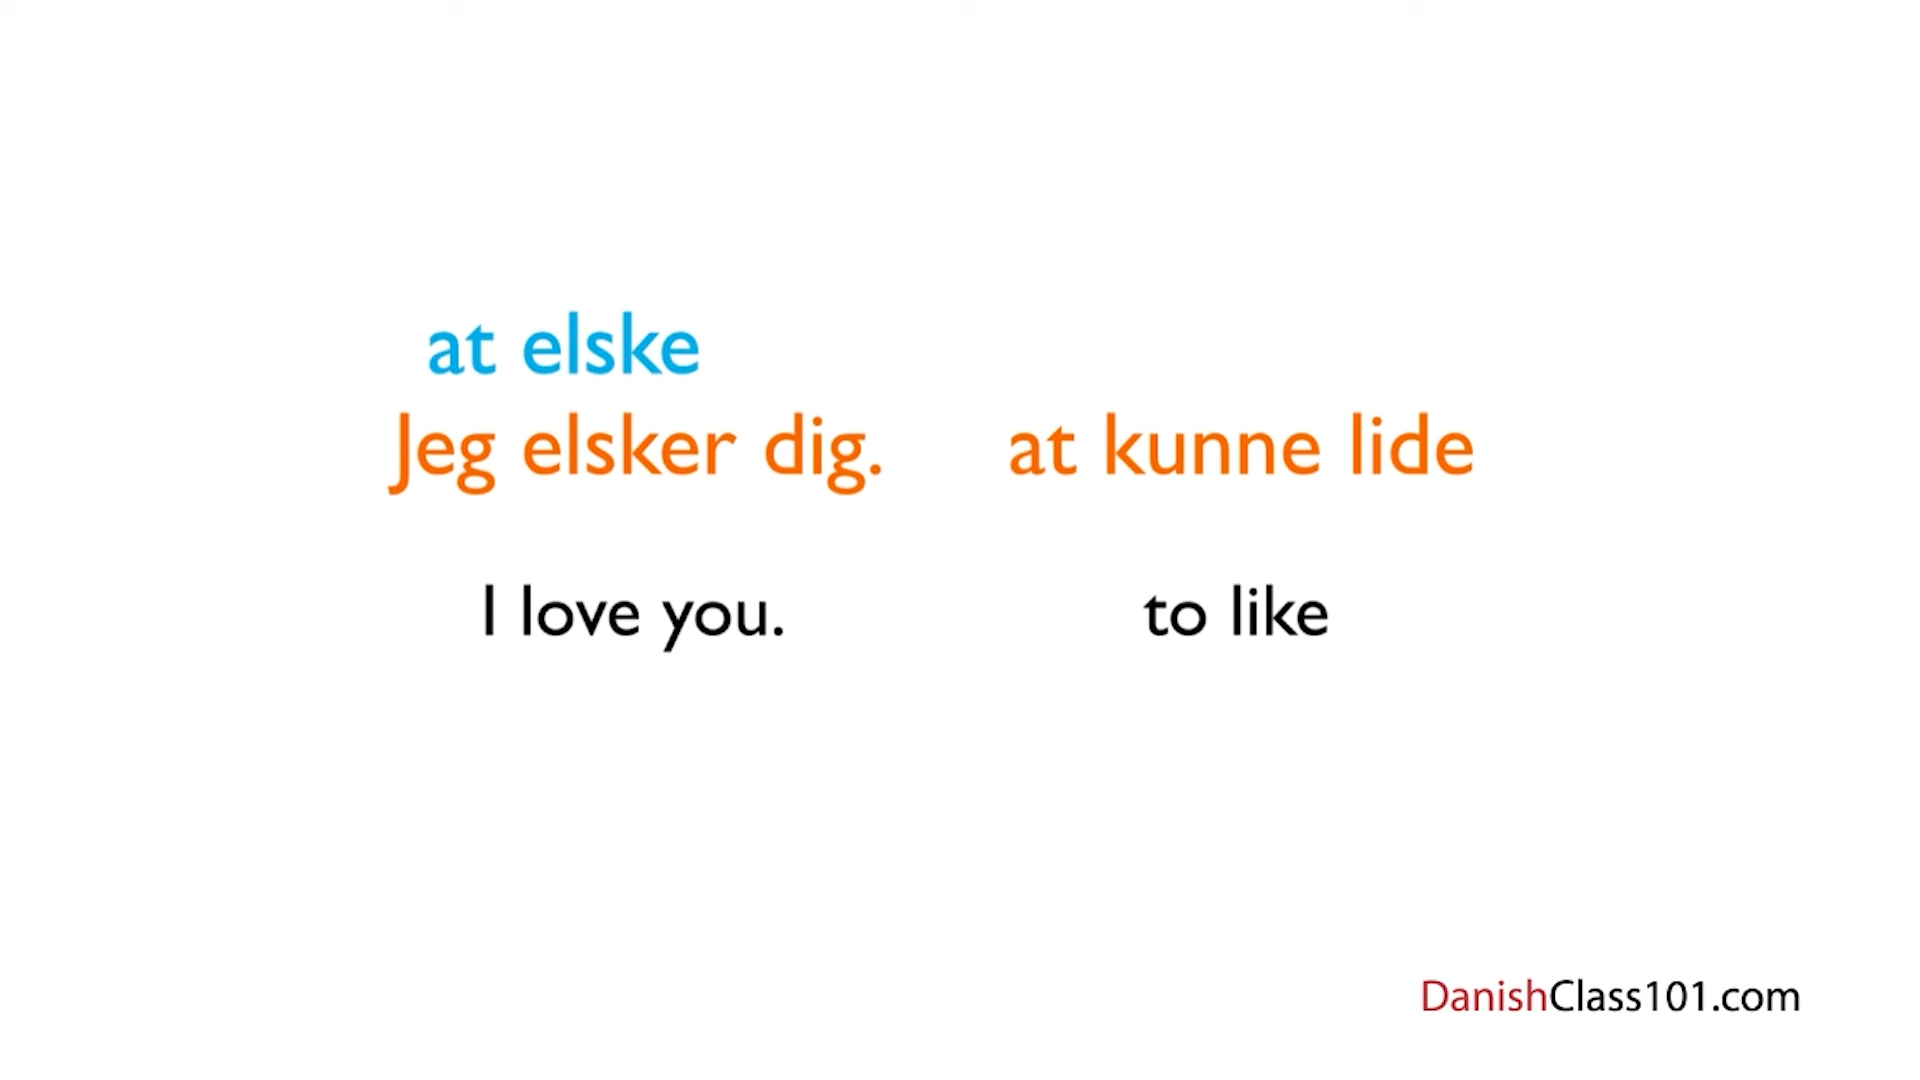 at elske
Jeg elsker dig.
at kunne lide
I love you.
to like
DanishClass101.com